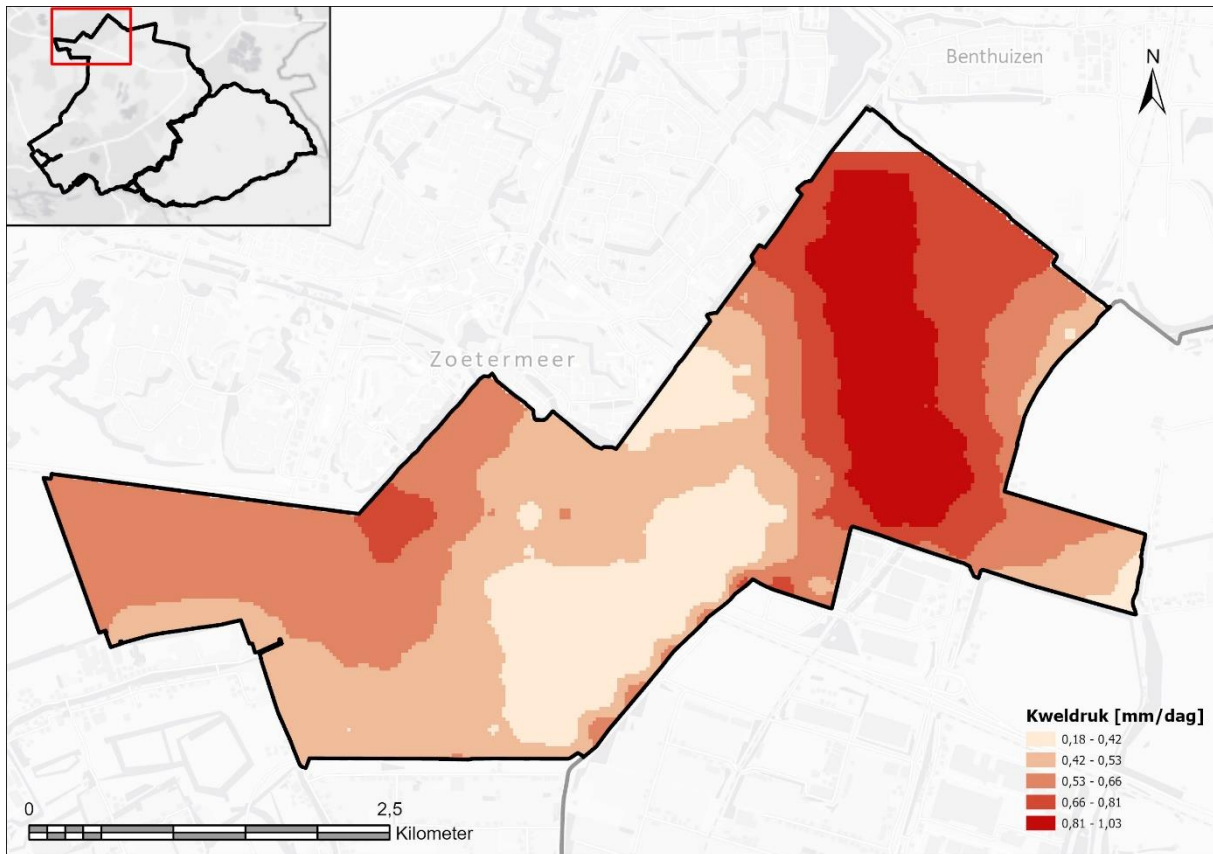 Benthuizen
N
Zoetermeer
Kweldruk [mm/dag]
0,18 - 0,42
0,42 - 0,53
0,53 - 0,66
0,66 - 0,81
0,81 - 1,03
0 2,5
Kilometer